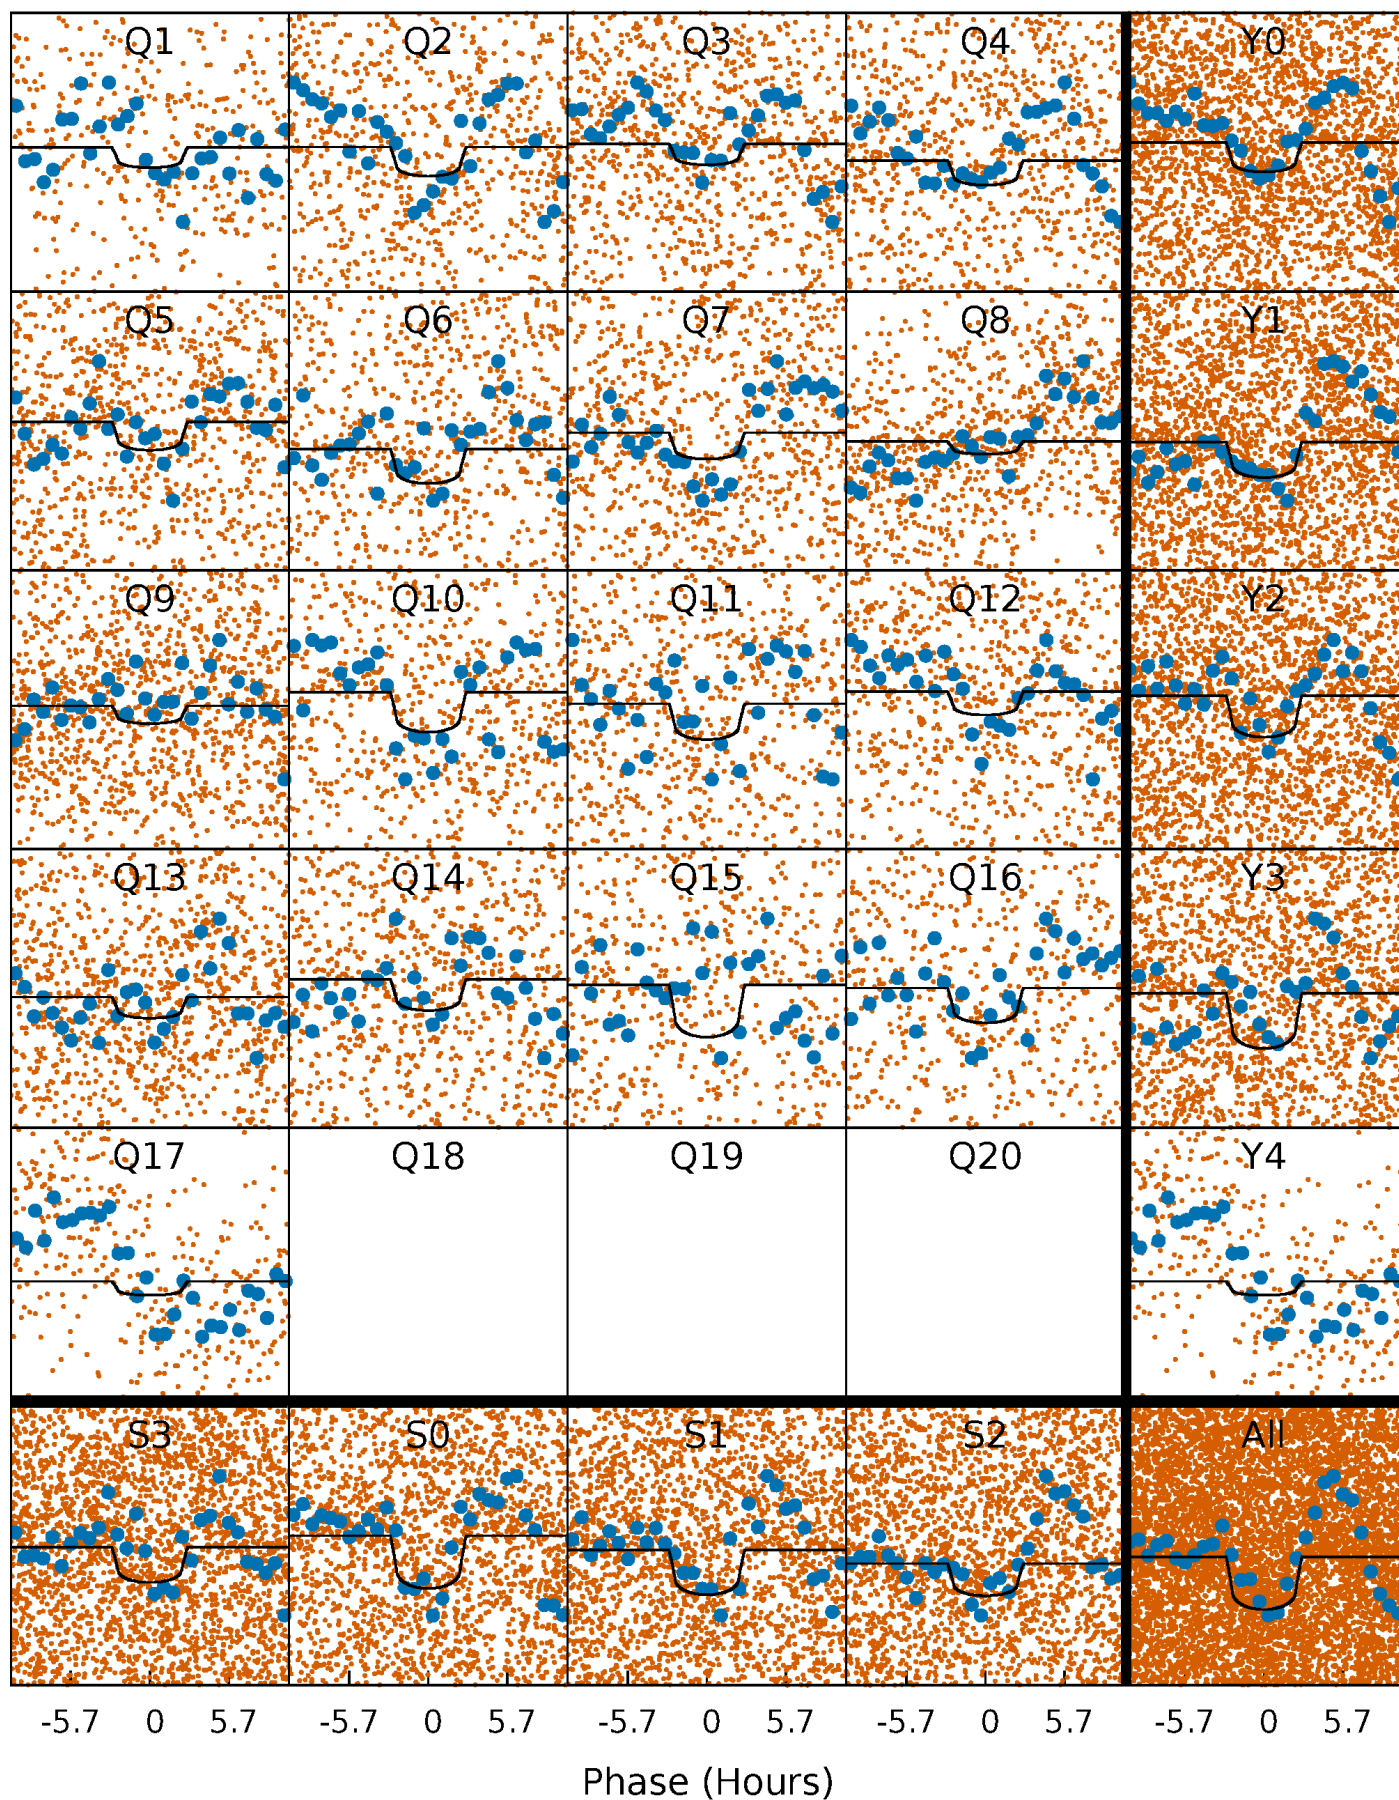 Q1 Q2 Q3 Q4 Y0
Q5 Q6 Q7 Q8 Y1
Q9 Q10 Q11 Q12 Y2
Q13 Q14 Q15 Q16 Y3
Q17 Q18 Q19 Q20 Y4
S3 S0 S1 S2 All
-5.7 0 5.7 -5.7 0 5.7 -5.7 0 5.7 -5.7 0 5.7 -5.7 0 5.7
Phase (Hours)